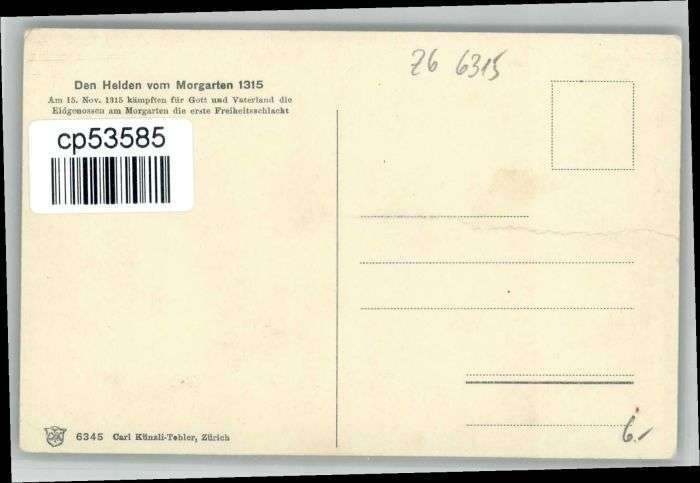 Z6 6315
Den Helden vom Morgarten 1315
Am 15. Nov. 1315 kämpften für Gott und Vaterland die
Eidgenossen am Morgarten die erste Freiheitsschlacht
cp53585
6345 Carl Künzli-Tobler, Zürich
6.-